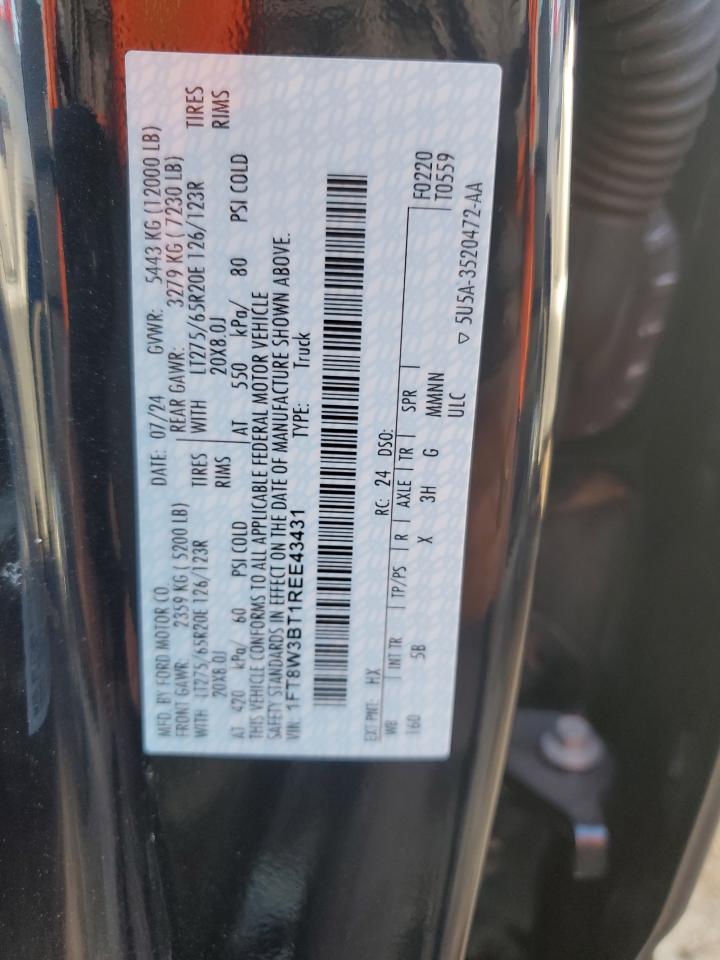 MFD BY FORD MOTOR CO.
DATE: 07/24 GVWR: 5443 KG (12000 LB)
FRONT GAWR: 2359 KG ( 5200 LB) REAR GAWR: 3279 KG ( 7230 LB)
WITH LT275/65R20E 126/123R TIRES WITH LT275/65R20E 126/123R TIRES
20X8.0J RIMS 20X8.0J RIMS
AT 420 kPa/ 60 PSI COLD AT 550 kPa/ 80 PSI COLD
THIS VEHICLE CONFORMS TO ALL APPLICABLE FEDERAL MOTOR VEHICLE
SAFETY STANDARDS IN EFFECT ON THE DATE OF MANUFACTURE SHOWN ABOVE.
VIN: 1FT8W3BT1REE43431 TYPE: Truck
EXT PNT: HX RC: 24 DSO: F0220
WB INT TR TP/PS R AXLE TR SPR T0559
160 5B X 3H G MMNN
ULC ▽ 5U5A-3520472-AA